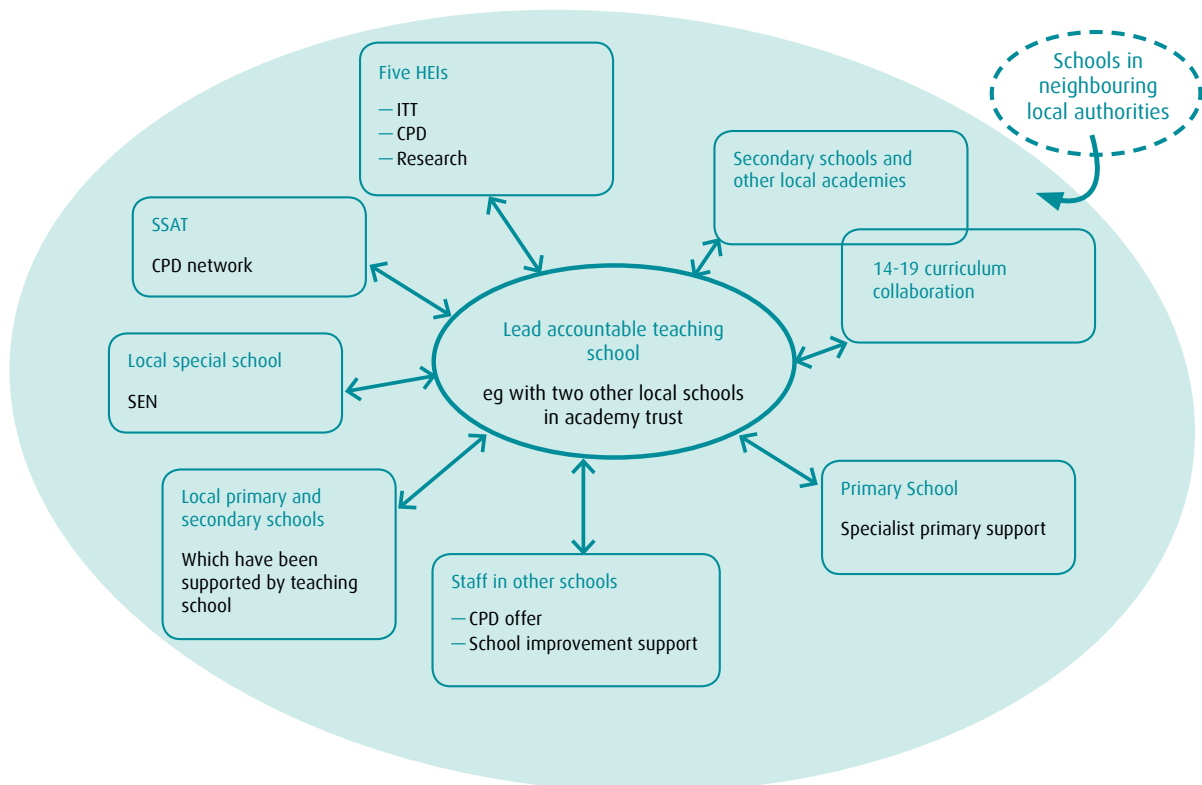 Five HEIs
— ITT
— CPD
— Research
Schools in
neighbouring
local authorities
Secondary schools and
other local academies
SSAT
CPD network
14-19 curriculum
collaboration
Lead accountable teaching
school
eg with two other local schools
in academy trust
Local special school
SEN
Local primary and
secondary schools
Which have been
supported by teaching
school
Staff in other schools
— CPD offer
— School improvement support
Primary School
Specialist primary support